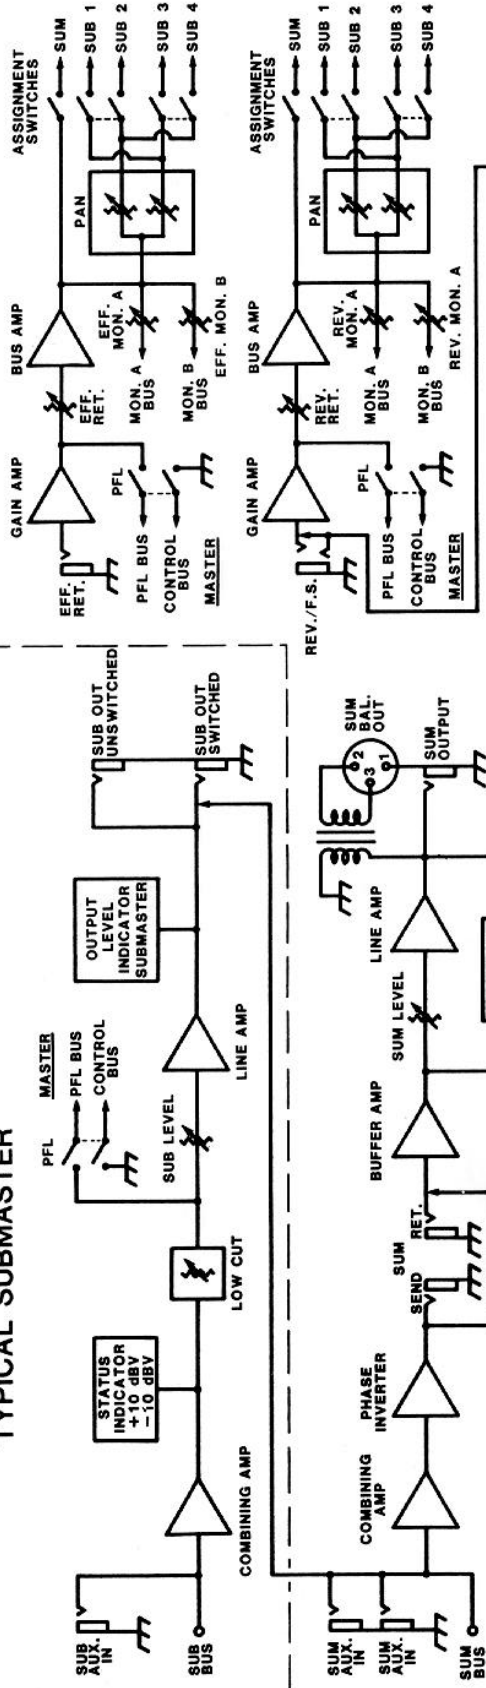 TYPICAL SUBMASTER
SUB
AUX.
IN
SUB
BUS
COMBINING AMP
STATUS
INDICATOR
+10 dBV
-10 dBV
LOW CUT
PFL
MASTER
PFL BUS
CONTROL
BUS
SUB LEVEL
LINE AMP
OUTPUT
LEVEL
INDICATOR
SUBMASTER
SUB OUT
UNSWITCHED
SUB OUT
SWITCHED
SUM
AUX.
IN
SUM
AUX.
IN
SUM
BUS
COMBINING
AMP
PHASE
INVERTER
SEND
SUM
RET.
BUFFER AMP
SUM LEVEL
LINE AMP
SUM
BAL.
OUT
2
3
1
SUM
OUTPUT
EFF.
RET.
GAIN AMP
PFL BUS
CONTROL
BUS
MASTER
PFL
EFF.
RET.
BUS AMP
MON. A
BUS
EFF.
MON. A
MON. B
BUS
EFF. MON. B
PAN
ASSIGNMENT
SWITCHES
SUM
SUB 1
SUB 2
SUB 3
SUB 4
REV./F.S.
GAIN AMP
PFL BUS
CONTROL
BUS
MASTER
PFL
REV.
RET.
BUS AMP
MON. A
BUS
REV.
MON. A
MON. B
BUS
REV. MON. A
PAN
ASSIGNMENT
SWITCHES
SUM
SUB 1
SUB 2
SUB 3
SUB 4